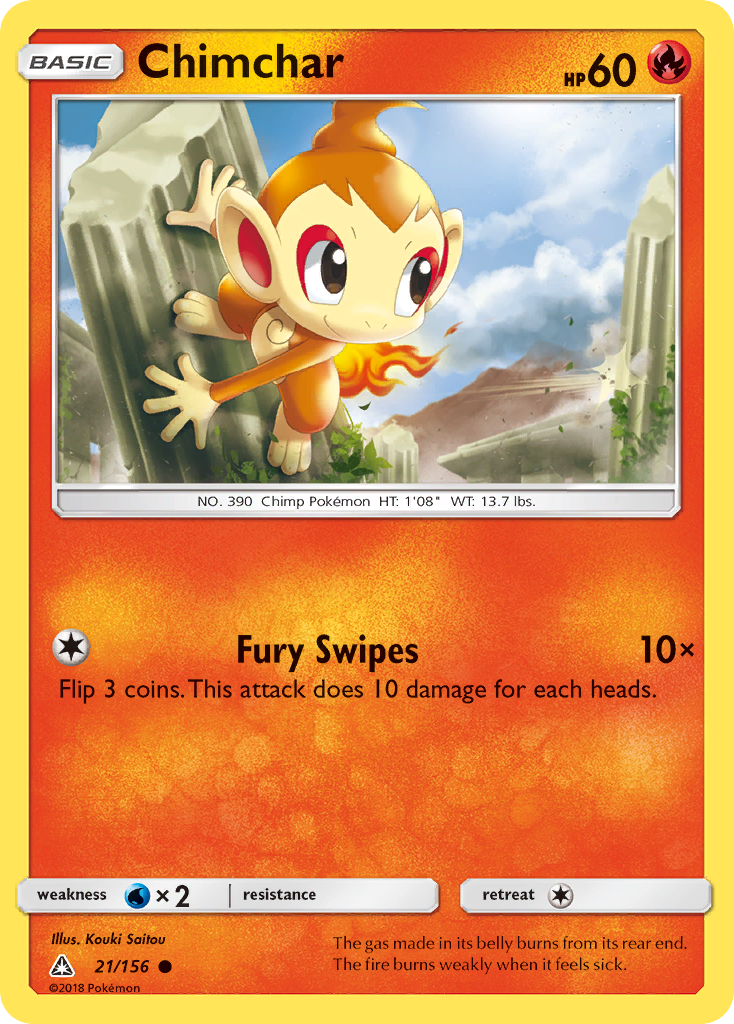 BASIC
Chimchar
HP 60
NO. 390 Chimp Pokémon HT: 1'08" WT: 13.7 lbs.
Fury Swipes 10×
Flip 3 coins. This attack does 10 damage for each heads.
weakness ×2 resistance retreat
Illus. Kouki Saitou
The gas made in its belly burns from its rear end.
The fire burns weakly when it feels sick.
21/156
©2018 Pokémon